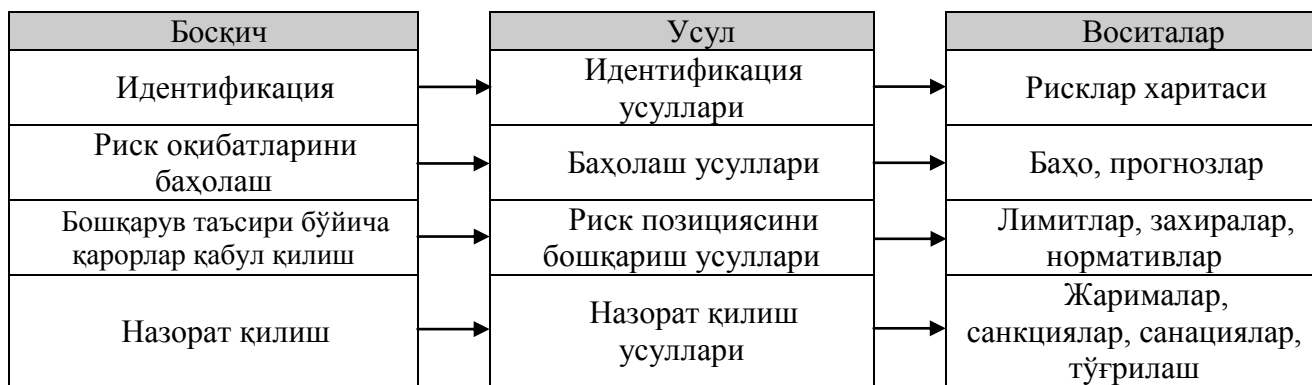 Босқич
Усул
Воситалар
Идентификация
Идентификация
усуллари
Рисклар харитаси
Риск оқибатларини
баҳолаш
Баҳолаш усуллари
Баҳо, прогнозлар
Бошқарув таъсири бўйича
қарорлар қабул қилиш
Риск позициясини
бошқариш усуллари
Лимитлар, захиралар,
нормативлар
Назорат қилиш
Назорат қилиш
усуллари
Жарималар,
санкциялар, санациялар,
тўғрилаш